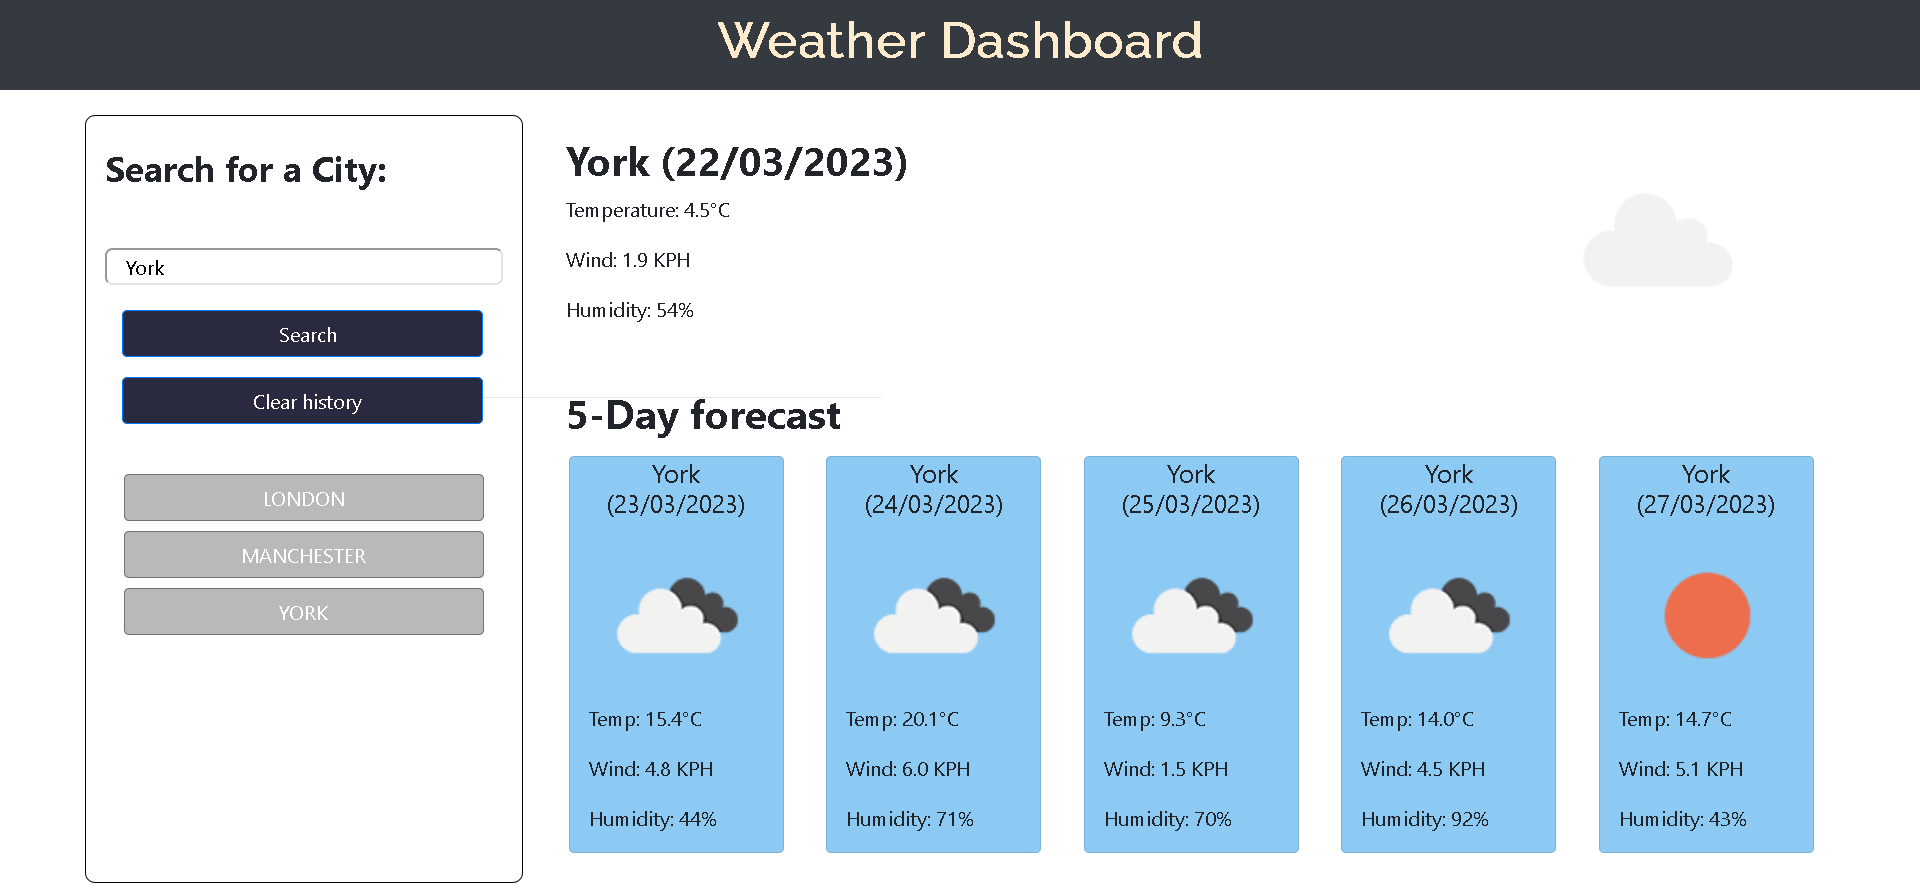 Weather Dashboard
Search for a City:
York
Search
Clear history
LONDON
MANCHESTER
YORK
York (22/03/2023)
Temperature: 4.5°C
Wind: 1.9 KPH
Humidity: 54%
5-Day forecast
York
(23/03/2023)
Temp: 15.4°C
Wind: 4.8 KPH
Humidity: 44%
York
(24/03/2023)
Temp: 20.1°C
Wind: 6.0 KPH
Humidity: 71%
York
(25/03/2023)
Temp: 9.3°C
Wind: 1.5 KPH
Humidity: 70%
York
(26/03/2023)
Temp: 14.0°C
Wind: 4.5 KPH
Humidity: 92%
York
(27/03/2023)
Temp: 14.7°C
Wind: 5.1 KPH
Humidity: 43%